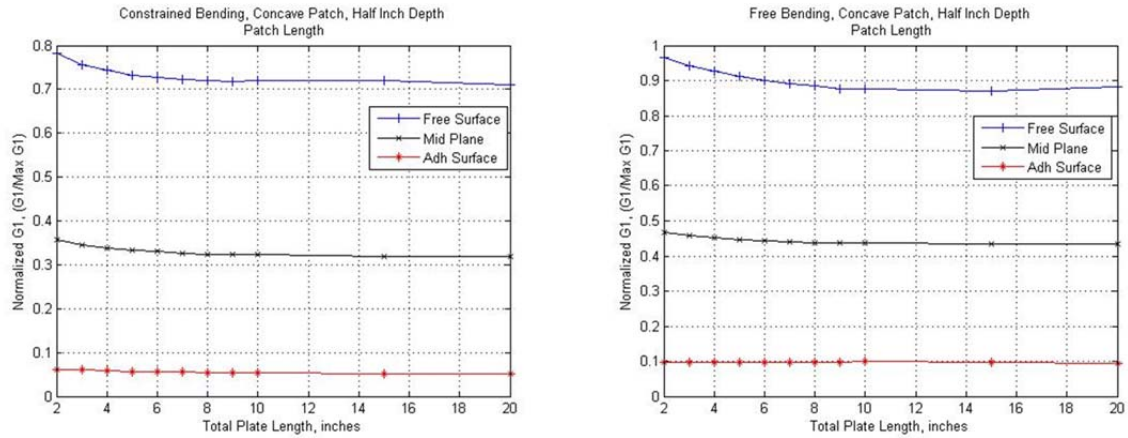 Constrained Bending, Concave Patch, Half Inch Depth
Patch Length
0.8
0.7
0.6
0.5
0.4
0.3
0.2
0.1
0
Normalized G1, (G1/Max G1)
Free Surface
Mid Plane
Adh Surface
2 4 6 8 10 12 14 16 18 20
Total Plate Length, inches
Free Bending, Concave Patch, Half Inch Depth
Patch Length
1
0.9
0.8
0.7
0.6
0.5
0.4
0.3
0.2
0.1
0
Normalized G1, (G1/Max G1)
Free Surface
Mid Plane
Adh Surface
2 4 6 8 10 12 14 16 18 20
Total Plate Length, inches